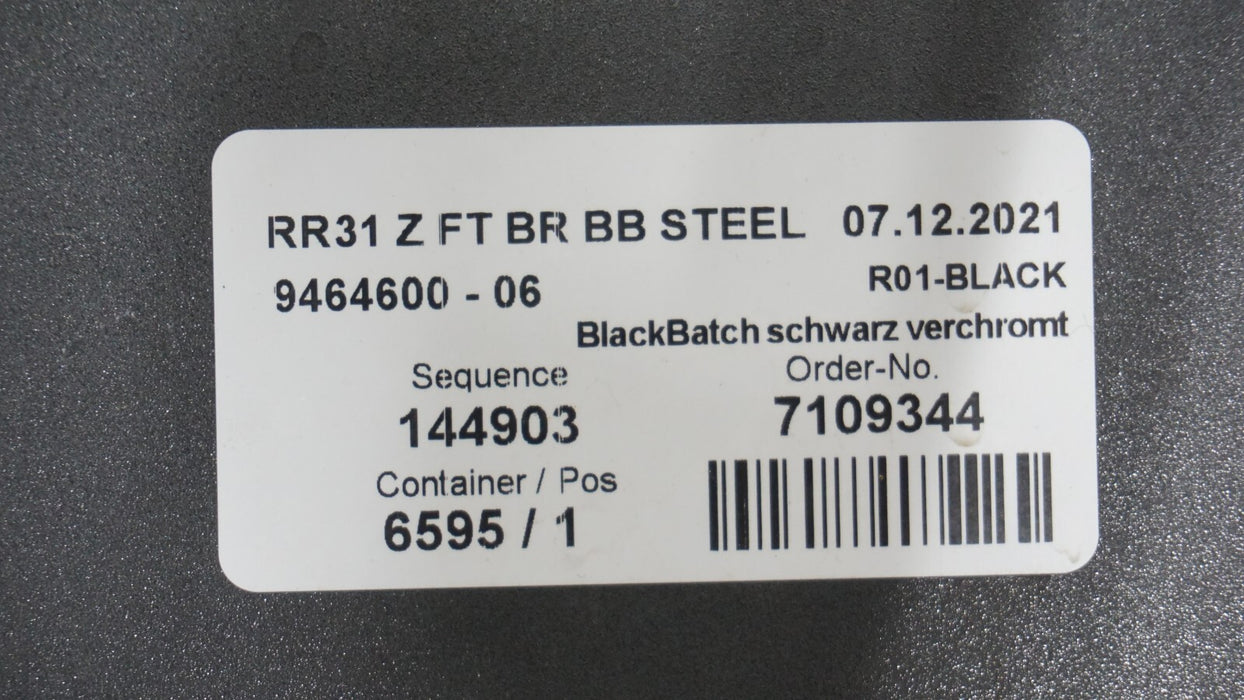 RR31 Z FT BR BB STEEL 07.12.2021
9464600 - 06 R01-BLACK
BlackBatch schwarz verchromt
Sequence Order-No.
144903 7109344
Container / Pos
6595 / 1